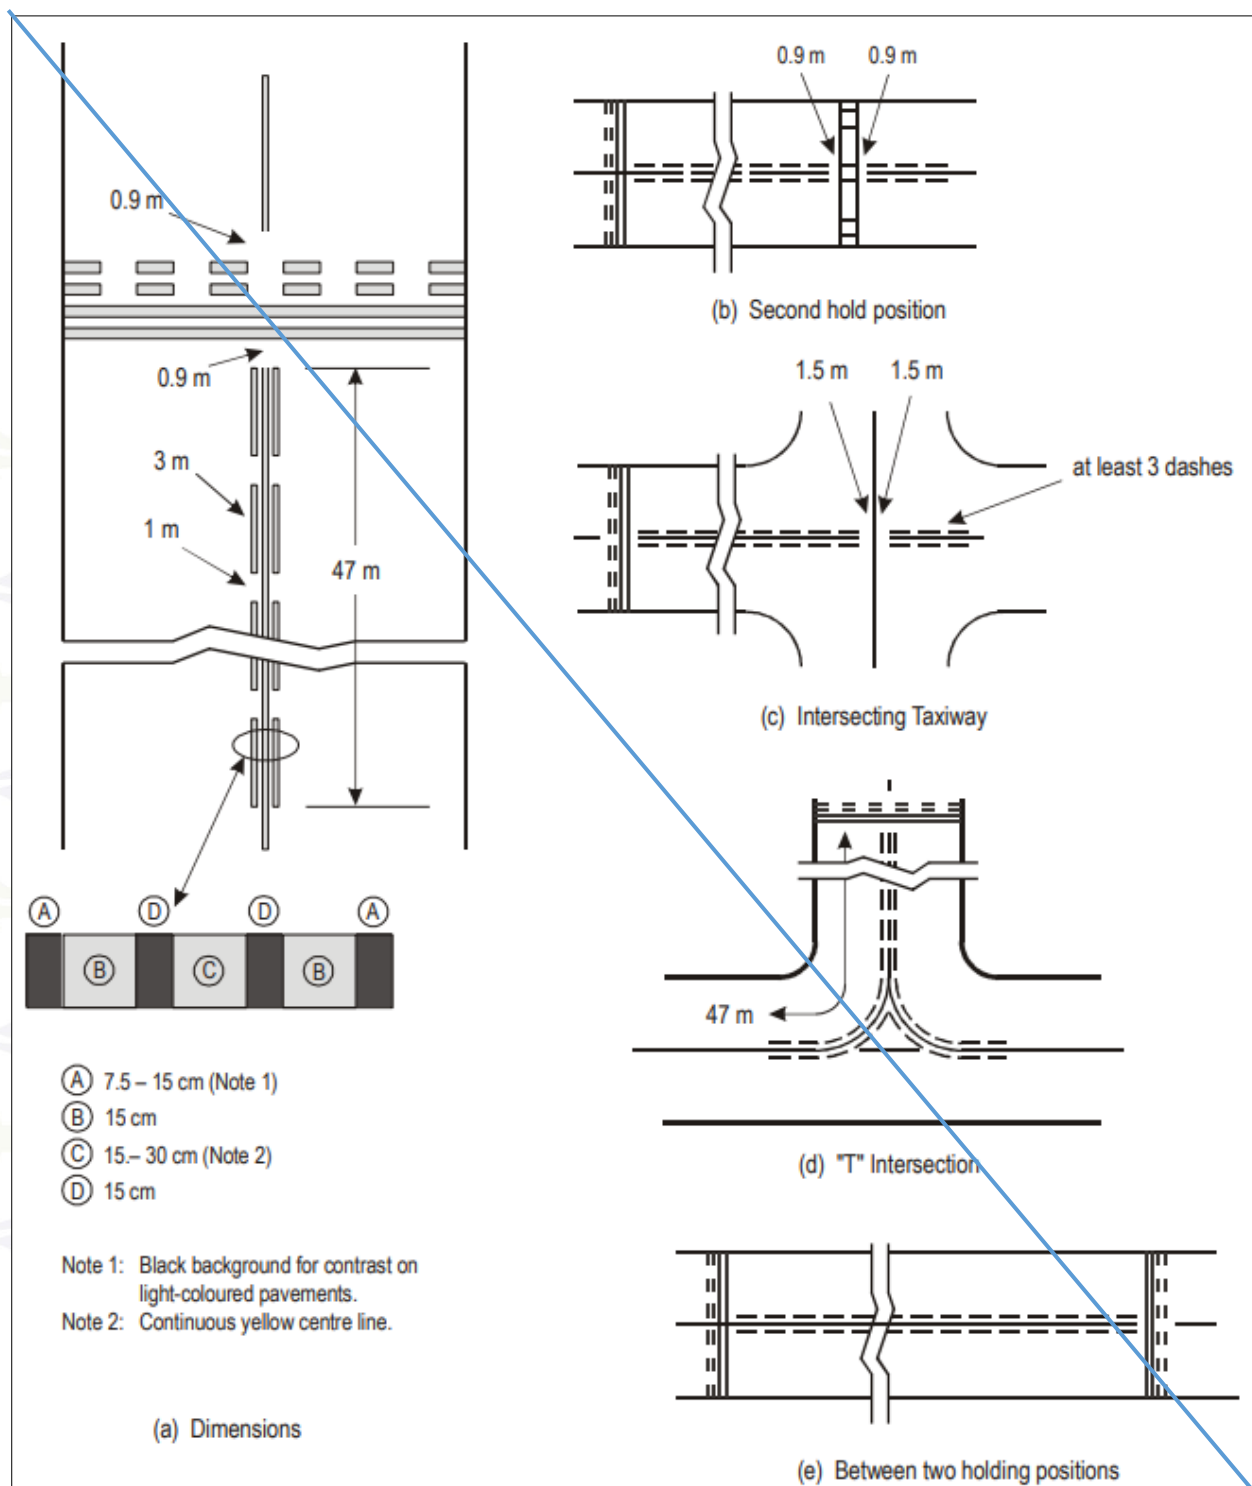 0.9 m
0.9 m
3 m
1 m
47 m
A
D
D
A
B
C
B
A 7.5 – 15 cm (Note 1)
B 15 cm
C 15.– 30 cm (Note 2)
D 15 cm
Note 1: Black background for contrast on
light-coloured pavements.
Note 2: Continuous yellow centre line.
(a) Dimensions
0.9 m
0.9 m
(b) Second hold position
1.5 m
1.5 m
at least 3 dashes
(c) Intersecting Taxiway
47 m
(d) "T" Intersection
(e) Between two holding positions